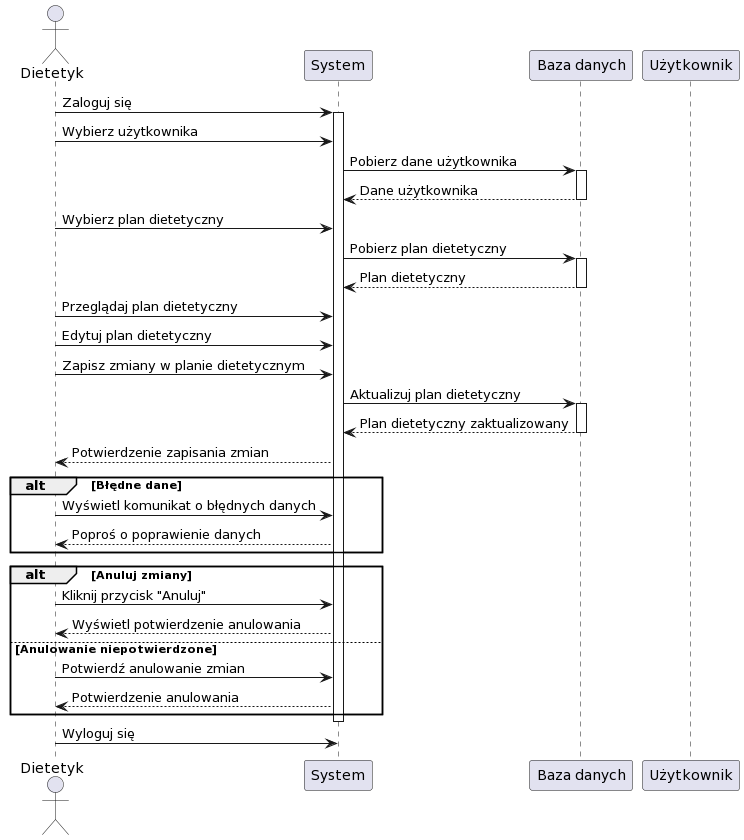 Dietetyk
System
Baza danych
Użytkownik
Zaloguj się
Wybierz użytkownika
Pobierz dane użytkownika
Dane użytkownika
Wybierz plan dietetyczny
Pobierz plan dietetyczny
Plan dietetyczny
Przeglądaj plan dietetyczny
Edytuj plan dietetyczny
Zapisz zmiany w planie dietetycznym
Aktualizuj plan dietetyczny
Plan dietetyczny zaktualizowany
Potwierdzenie zapisania zmian
alt [Błędne dane]
Wyświetl komunikat o błędnych danych
Poproś o poprawienie danych
alt [Anuluj zmiany]
Kliknij przycisk "Anuluj"
Wyświetl potwierdzenie anulowania
[Anulowanie niepotwierdzone]
Potwierdź anulowanie zmian
Potwierdzenie anulowania
Wyloguj się
Dietetyk
System
Baza danych
Użytkownik